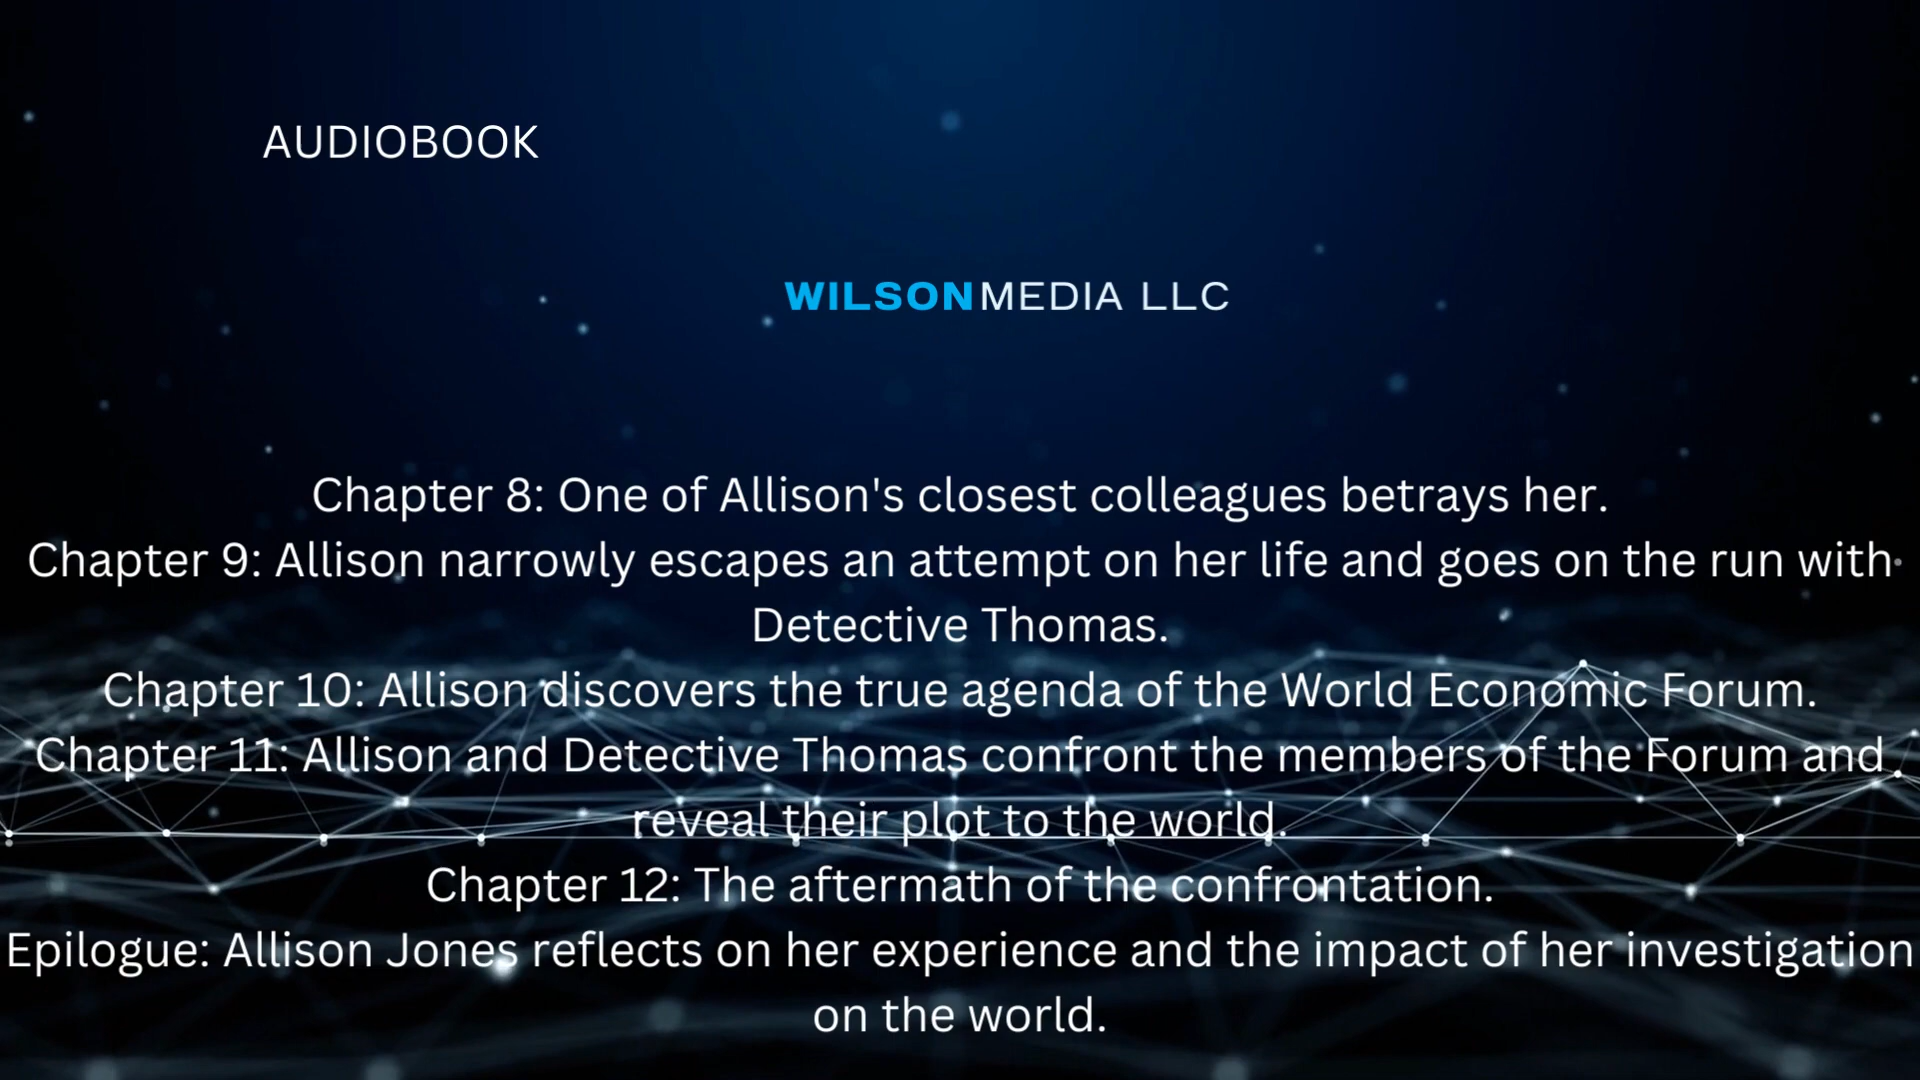 AUDIOBOOK
WILSONMEDIA LLC
Chapter 8: One of Allison's closest colleagues betrays her.
Chapter 9: Allison narrowly escapes an attempt on her life and goes on the run with
Detective Thomas.
Chapter 10: Allison discovers the true agenda of the World Economic Forum.
Chapter 11: Allison and Detective Thomas confront the members of the Forum and
reveal their plot to the world.
Chapter 12: The aftermath of the confrontation.
Epilogue: Allison Jones reflects on her experience and the impact of her investigation
on the world.